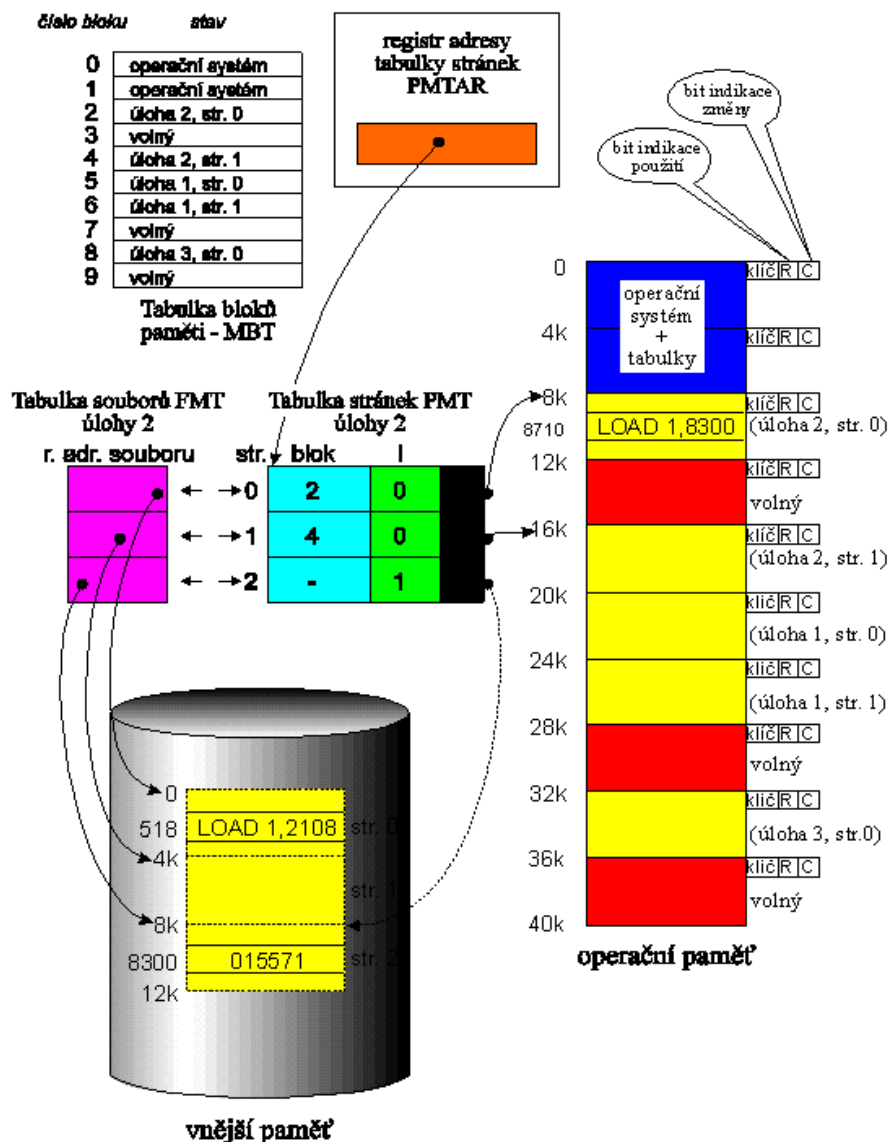 číslo bloku stav
0 operační systém
1 operační systém
2 úloha 2, str. 0
3 volný
4 úloha 2, str. 1
5 úloha 1, str. 0
6 úloha 1, str. 1
7 volný
8 úloha 3, str. 0
9 volný
Tabulka bloků
paměti - MBT
registr adresy
tabulky stránek
PMTAR
bit indikace
změny
bit indikace
použití
Tabulka souborů FMT
úlohy 2
r. adr. souboru
Tabulka stránek PMT
úlohy 2
str. blok I
0 2 0
1 4 0
2 - 1
0 klíč R C
operační
systém
+
tabulky
4k klíč R C
8k klíč R C
8710 LOAD 1,8300 (úloha 2, str. 0)
12k klíč R C
volný
16k klíč R C
(úloha 2, str. 1)
20k klíč R C
(úloha 1, str. 0)
24k klíč R C
(úloha 1, str. 1)
28k klíč R C
volný
32k klíč R C
(úloha 3, str.0)
36k klíč R C
volný
40k
operační paměť
0
518 LOAD 1,2108 str. 0
4k
str. 1
8k
8300 015571 str. 2
12k
vnější paměť